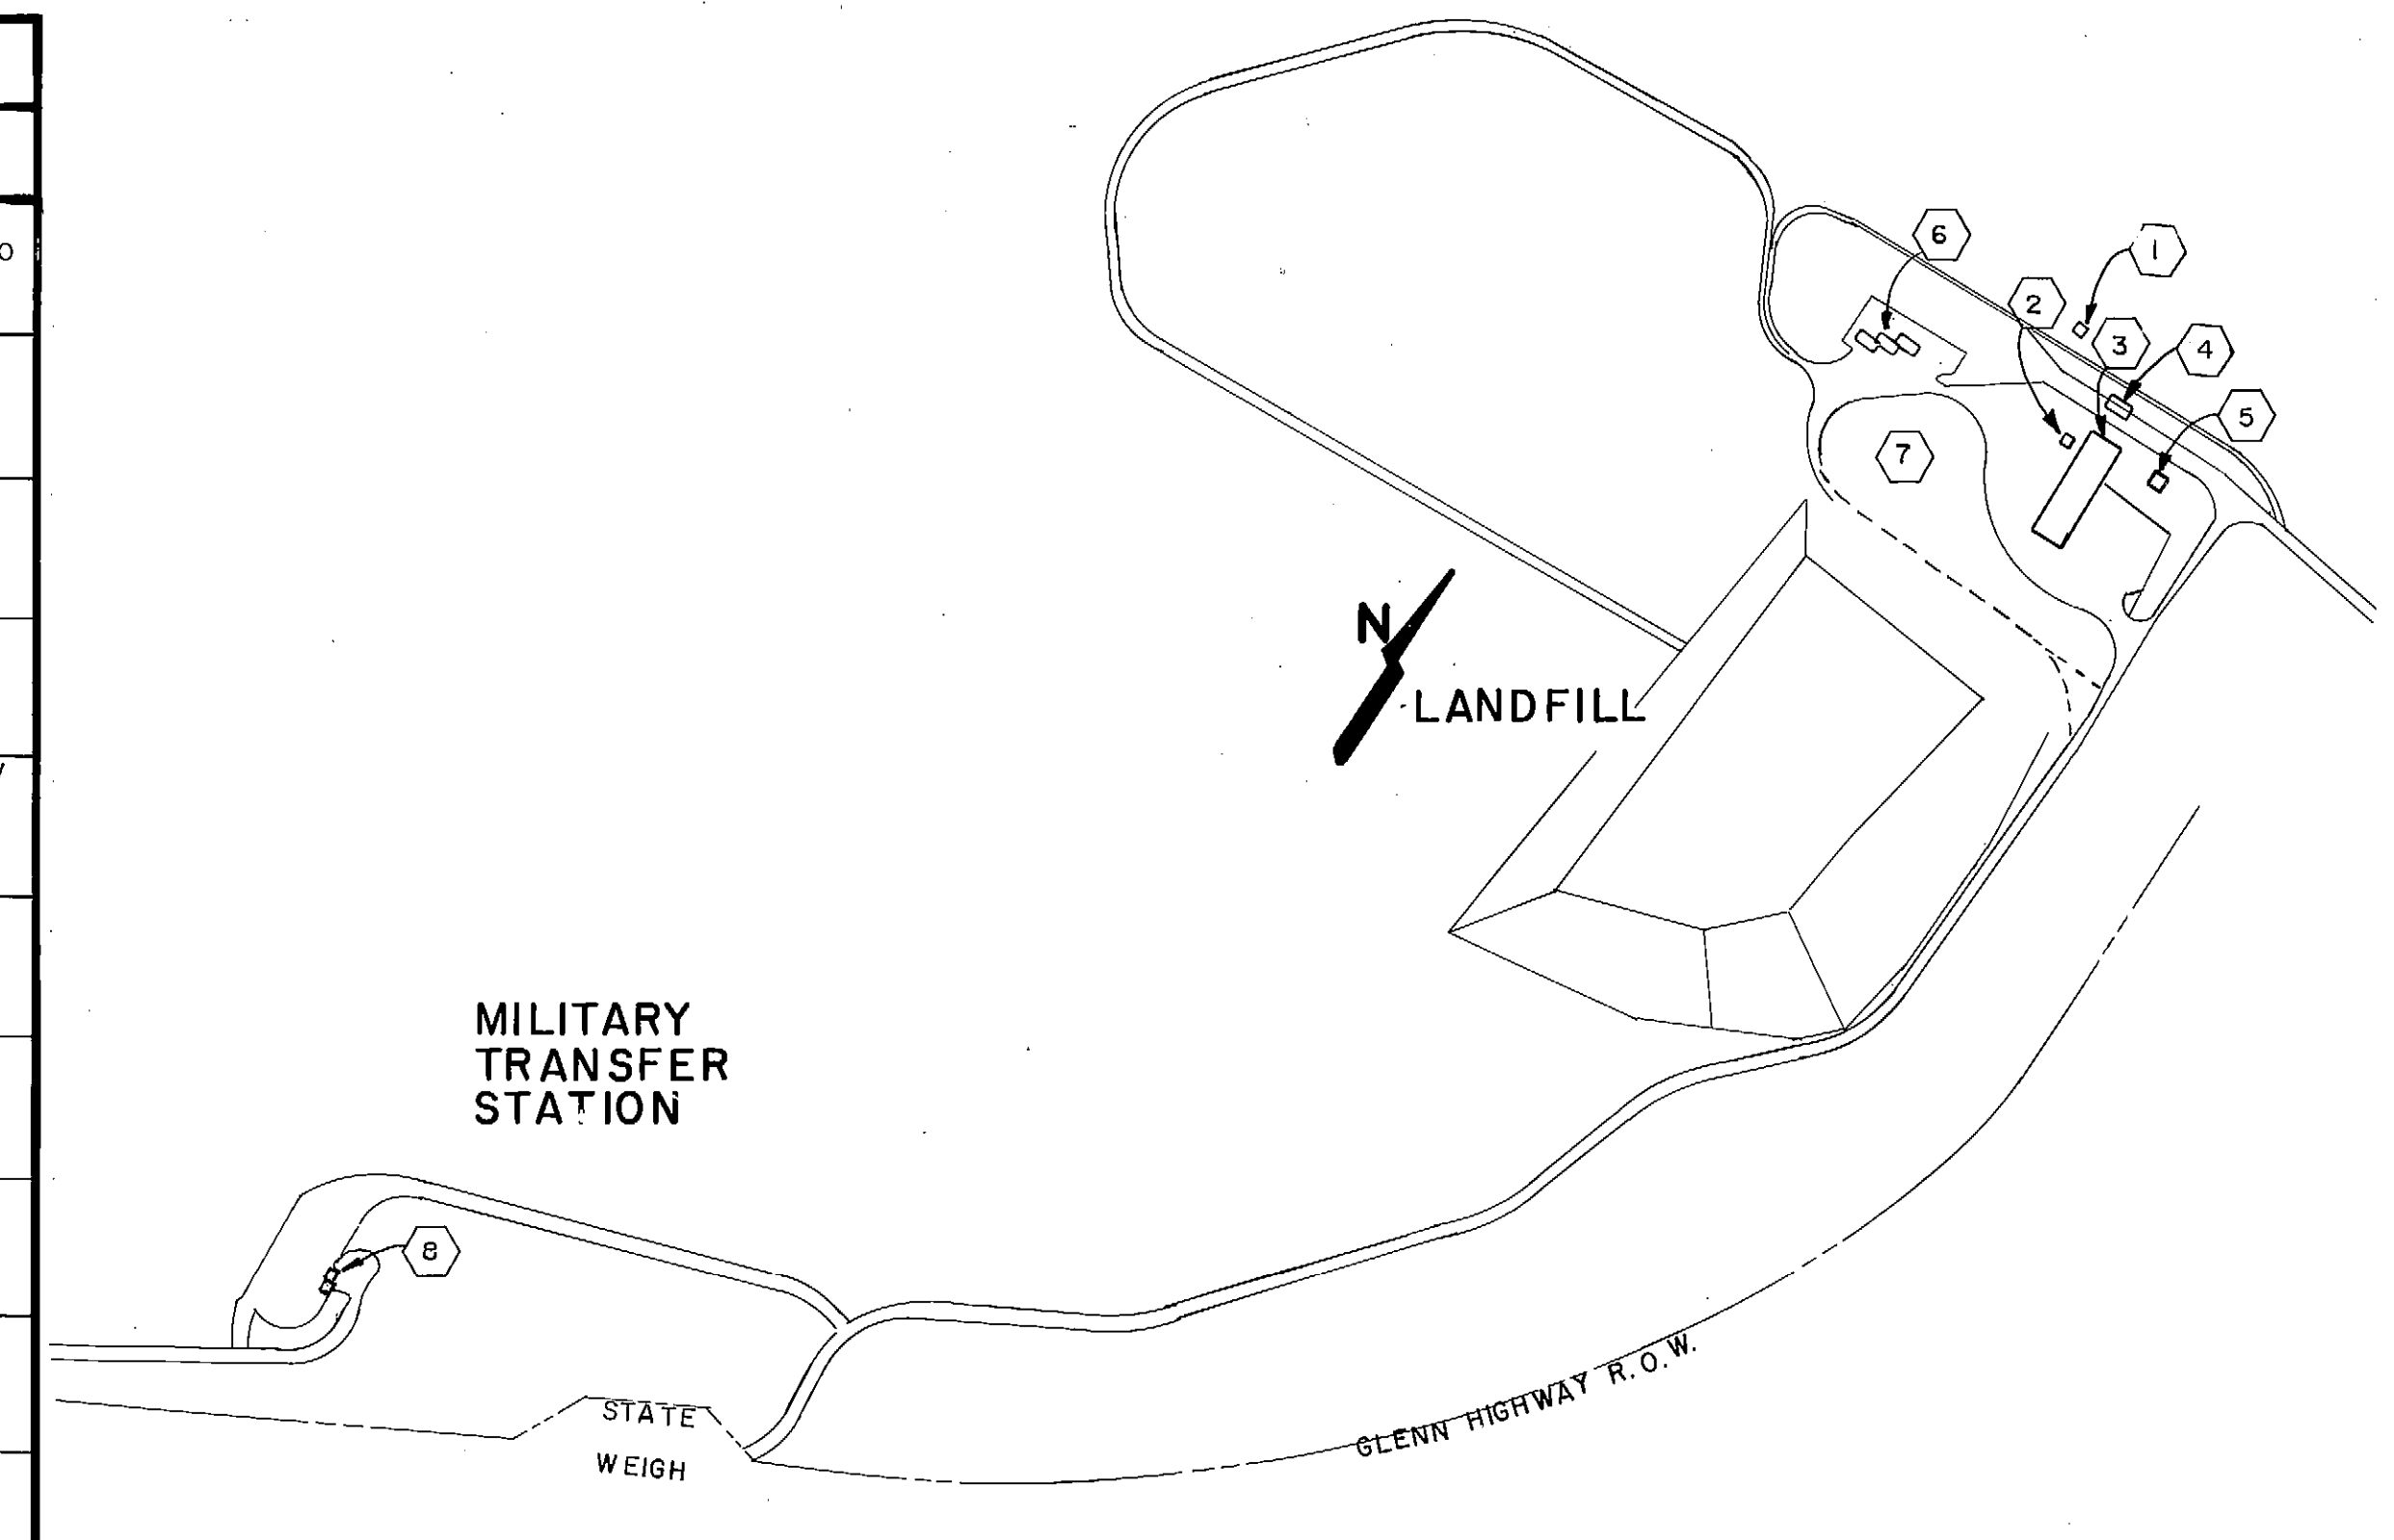 6
1
2
3
4
5
7
N
LANDFILL
MILITARY
TRANSFER
STATION
8
GLENN HIGHWAY R.O.W.
STATE
WEIGH